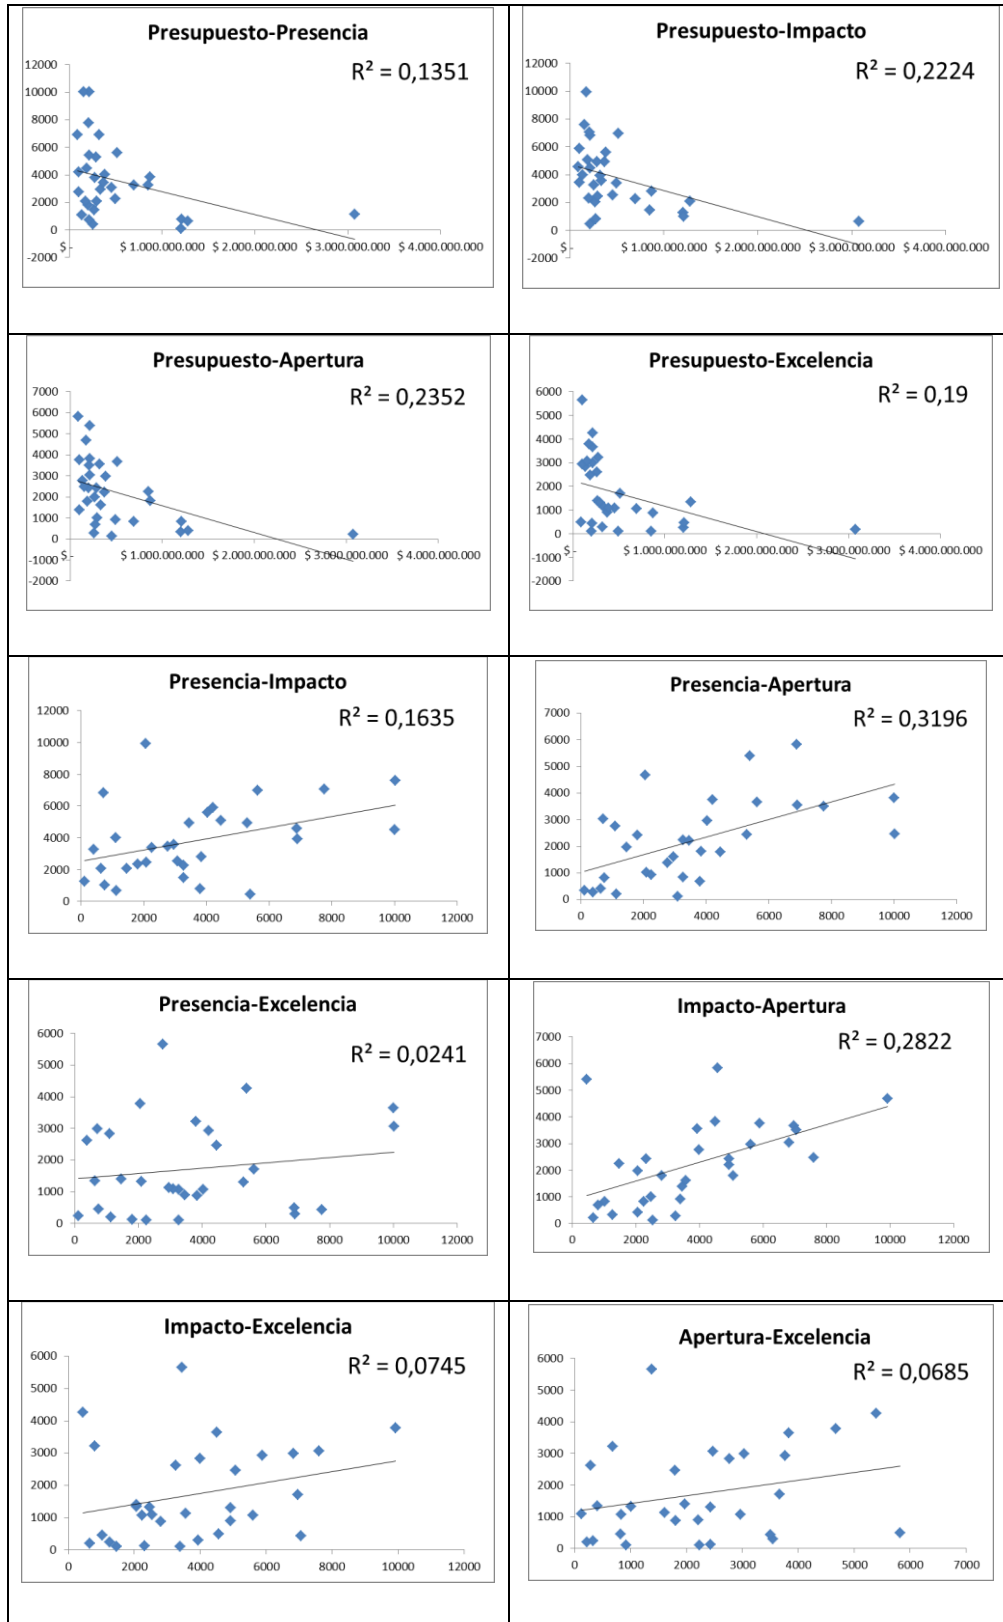 Presupuesto-Presencia
R² = 0,1351
12000
10000
8000
6000
4000
2000
0
-2000
$ - $ 1.000.000.000 $ 2.000.000.000 $ 3.000.000.000 $ 4.000.000.000
Presupuesto-Impacto
R² = 0,2224
12000
10000
8000
6000
4000
2000
0
-2000
$ - $ 1.000.000.000 $ 2.000.000.000 $ 3.000.000.000 $ 4.000.000.000
Presupuesto-Apertura
R² = 0,2352
7000
6000
5000
4000
3000
2000
1000
0
-1000
-2000
$ - $ 1.000.000.000 $ 2.000.000.000 $ 3.000.000.000 $ 4.000.000.000
Presupuesto-Excelencia
R² = 0,19
6000
5000
4000
3000
2000
1000
0
-1000
-2000
$ - $ 1.000.000.000 $ 2.000.000.000 $ 3.000.000.000 $ 4.000.000.000
Presencia-Impacto
R² = 0,1635
12000
10000
8000
6000
4000
2000
0
0 2000 4000 6000 8000 10000 12000
Presencia-Apertura
R² = 0,3196
7000
6000
5000
4000
3000
2000
1000
0
0 2000 4000 6000 8000 10000 12000
Presencia-Excelencia
R² = 0,0241
6000
5000
4000
3000
2000
1000
0
0 2000 4000 6000 8000 10000 12000
Impacto-Apertura
R² = 0,2822
7000
6000
5000
4000
3000
2000
1000
0
0 2000 4000 6000 8000 10000 12000
Impacto-Excelencia
R² = 0,0745
6000
5000
4000
3000
2000
1000
0
0 2000 4000 6000 8000 10000 12000
Apertura-Excelencia
R² = 0,0685
6000
5000
4000
3000
2000
1000
0
0 1000 2000 3000 4000 5000 6000 7000